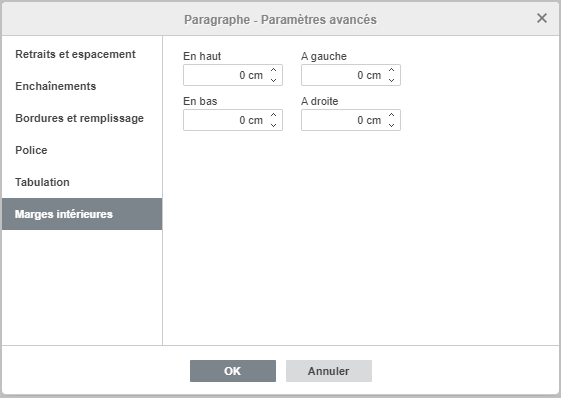 Paragraphe - Paramètres avancés
Retraits et espacement
Enchaînements
Bordures et remplissage
Police
Tabulation
Marges intérieures
En haut A gauche
0 cm 0 cm
En bas A droite
0 cm 0 cm
OK Annuler